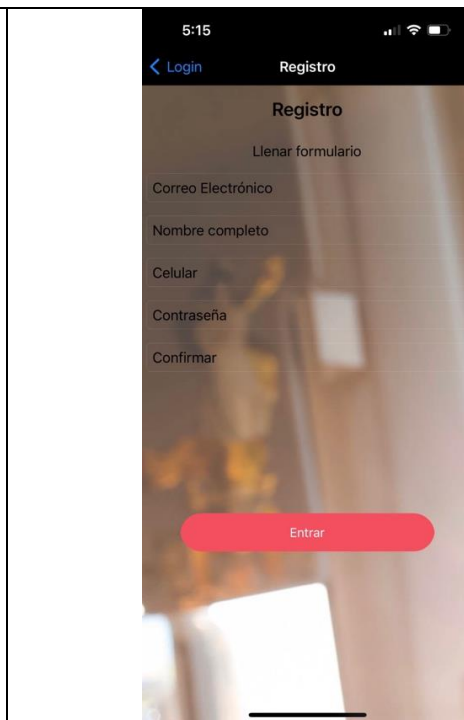 5:15
Login Registro
Registro
Llenar formulario
Correo Electrónico
Nombre completo
Celular
Contraseña
Confirmar
Entrar